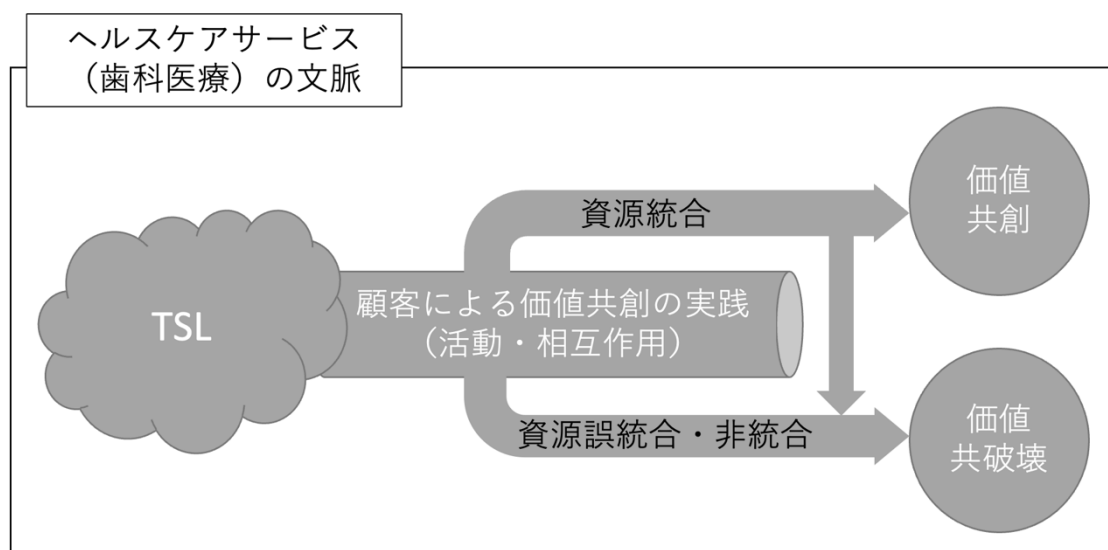 ヘルスケアサービス
（歯科医療）の文脈
TSL
顧客による価値共創の実践
（活動・相互作用）
資源統合
価値
共創
資源誤統合・非統合
価値
共破壊